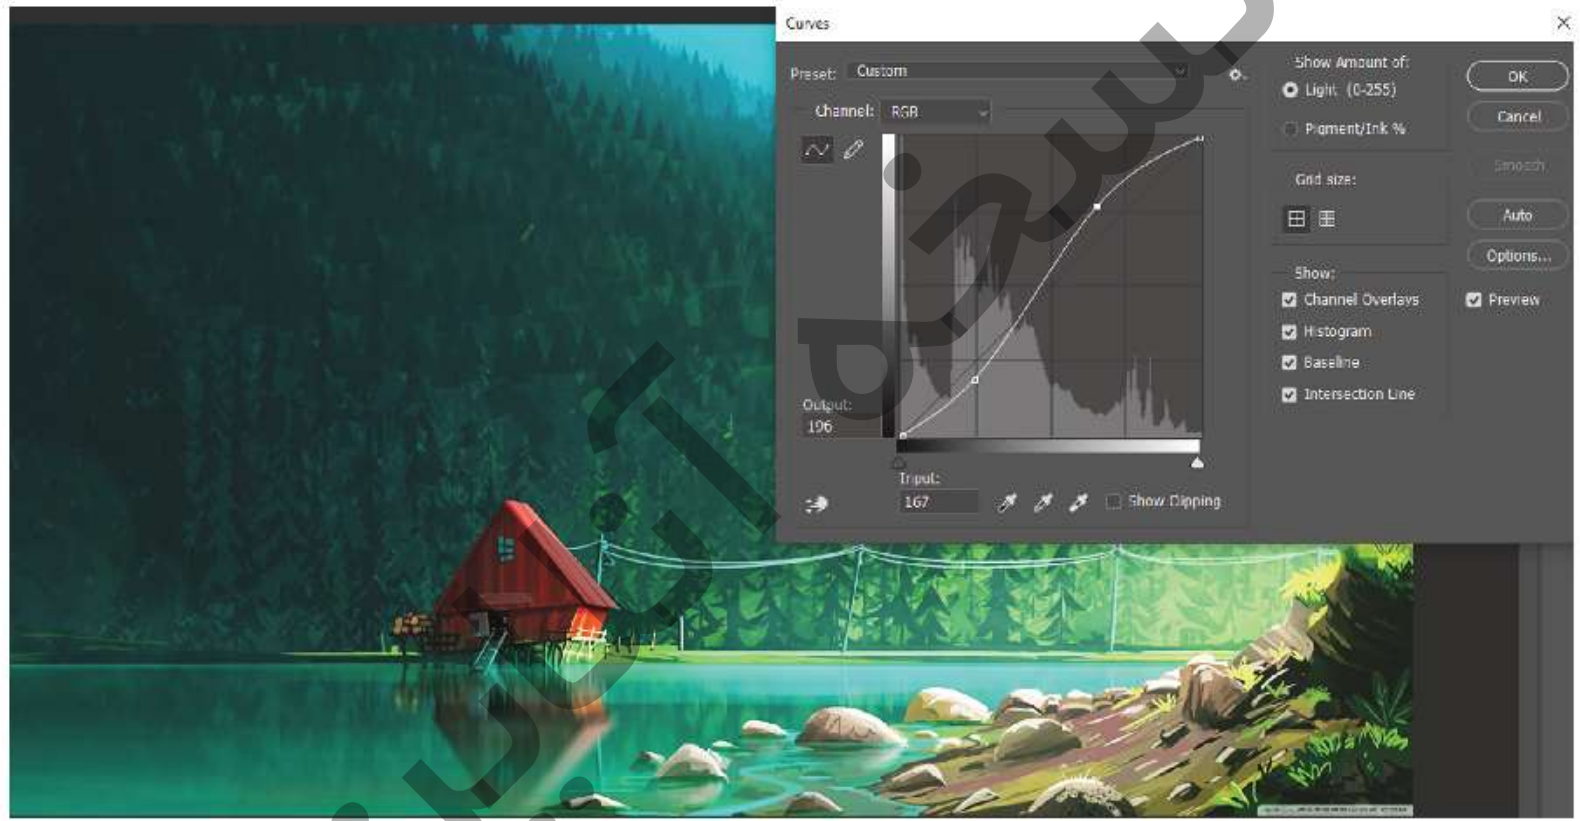 Curves
Preset: Custom
Channel: RGB
Output:
196
Input:
167
Show Clipping
Show Amount of:
Light (0-255)
Pigment/Ink %
Grid size:
Show:
Channel Overlays
Histogram
Baseline
Intersection Line
OK
Cancel
Smooth
Auto
Options...
Preview